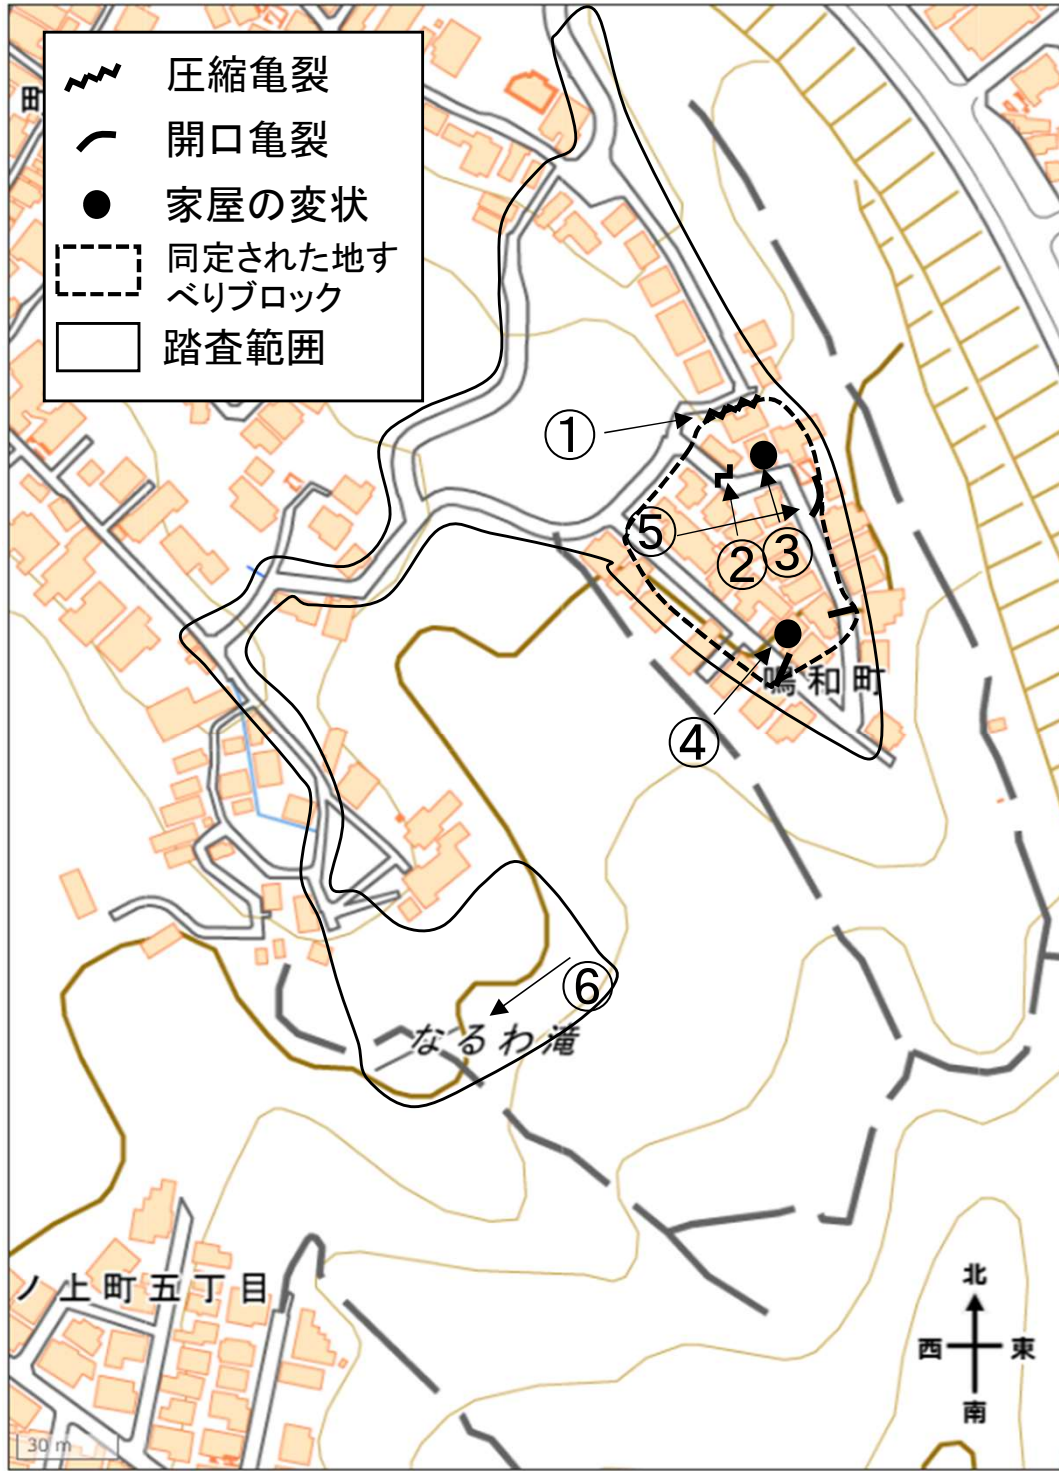 圧縮亀裂
町
開口亀裂
家屋の変状
同定された地す
べりブロック
踏査範囲
①
⑤
②
③
鳴和町
④
⑥
なるわ滝
ノ上町五丁目
北
西
東
南
30 m